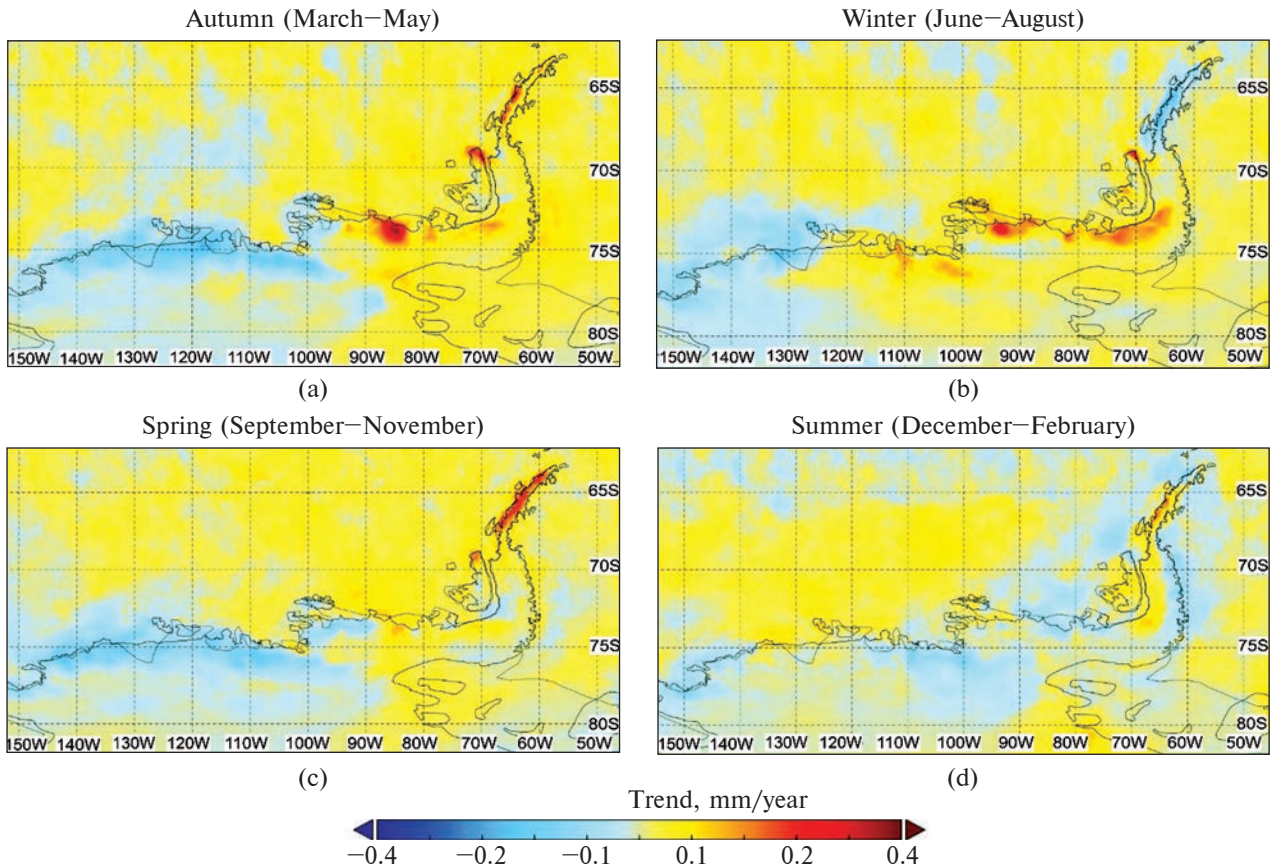 Autumn (March−May)
Winter (June−August)
65S
70S
75S
80S
150W 140W 130W 120W 110W 100W 90W 80W 70W 60W 50W
(a)
65S
70S
75S
80S
150W 140W 130W 120W 110W 100W 90W 80W 70W 60W 50W
(b)
Spring (September−November)
Summer (December−February)
65S
70S
75S
80S
150W 140W 130W 120W 110W 100W 90W 80W 70W 60W 50W
(c)
65S
70S
75S
80S
150W 140W 130W 120W 110W 100W 90W 80W 70W 60W 50W
(d)
Trend, mm/year
−0.4 −0.2 −0.1 0.1 0.2 0.4